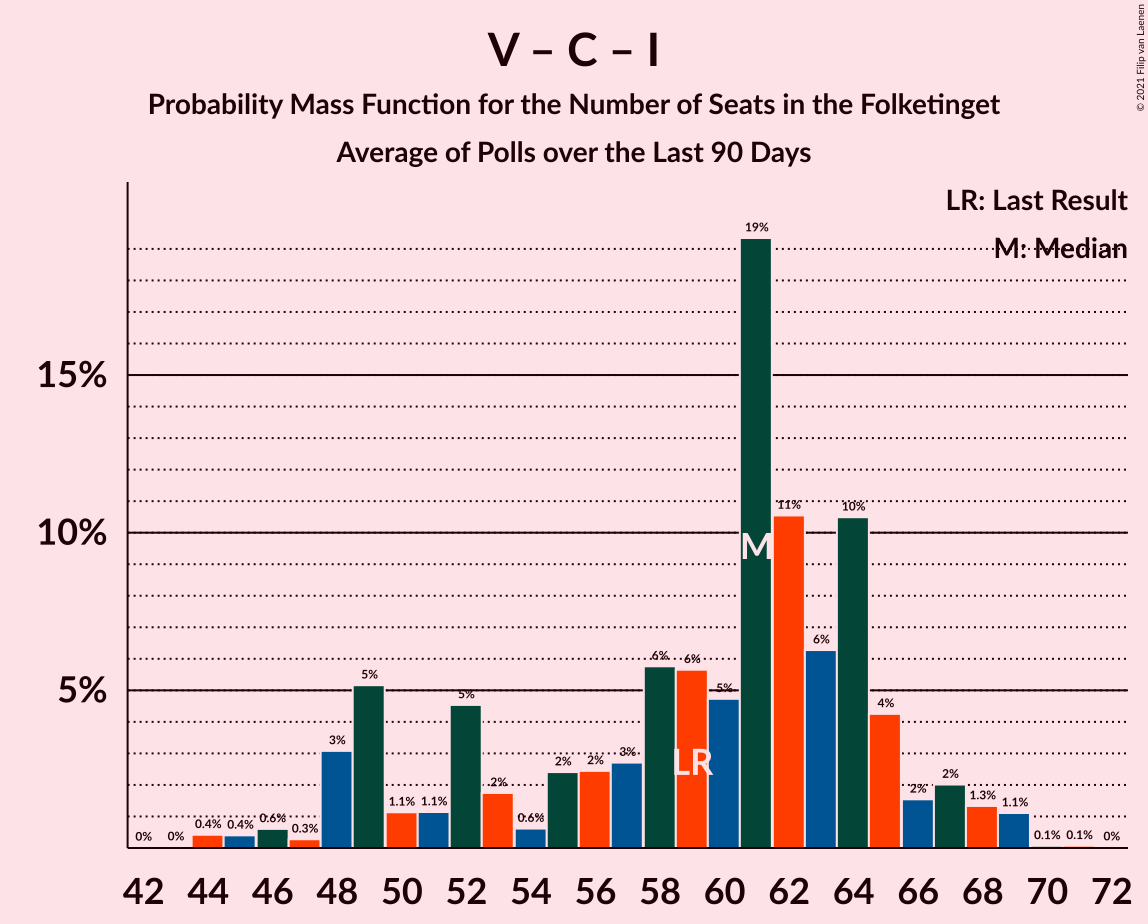 V – C – I
Probability Mass Function for the Number of Seats in the Folketinget
Average of Polls over the Last 90 Days
© 2021 Filip van Laenen
LR: Last Result
M: Median
15%
10%
5%
0% 0% 0.4% 0.4% 0.6% 0.3% 3% 5% 1.1% 1.1% 5% 2% 0.6% 2% 2% 3% 6% 6% 5% 19% 11% 6% 10% 4% 2% 2% 1.3% 1.1% 0.1% 0.1% 0%
M
LR
42 44 46 48 50 52 54 56 58 60 62 64 66 68 70 72